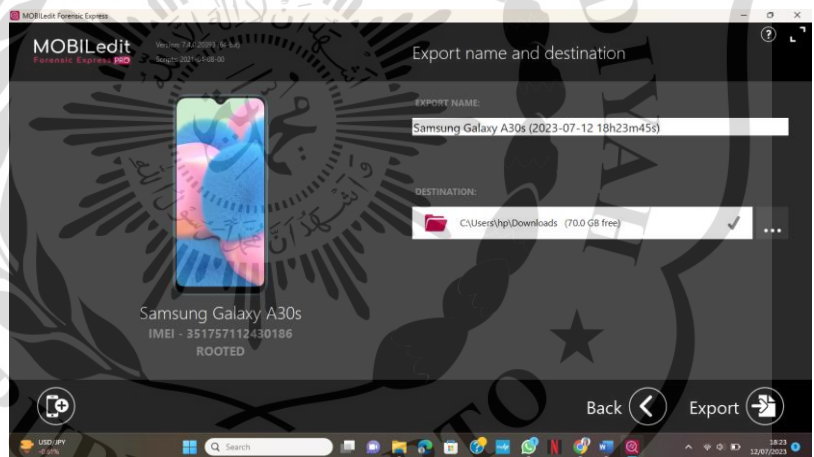 MOBILedit Forensic Express
MOBILedit
Forensic Express PRO
Export name and destination
EXPORT NAME:
Samsung Galaxy A30s (2023-07-12 18h23m45s)
DESTINATION:
C:\Users\hp\Downloads (70.0 GB free)
Samsung Galaxy A30s
IMEI - 351757112430186
ROOTED
Back
Export
USD/JPY
Search
18:23
12/07/2023